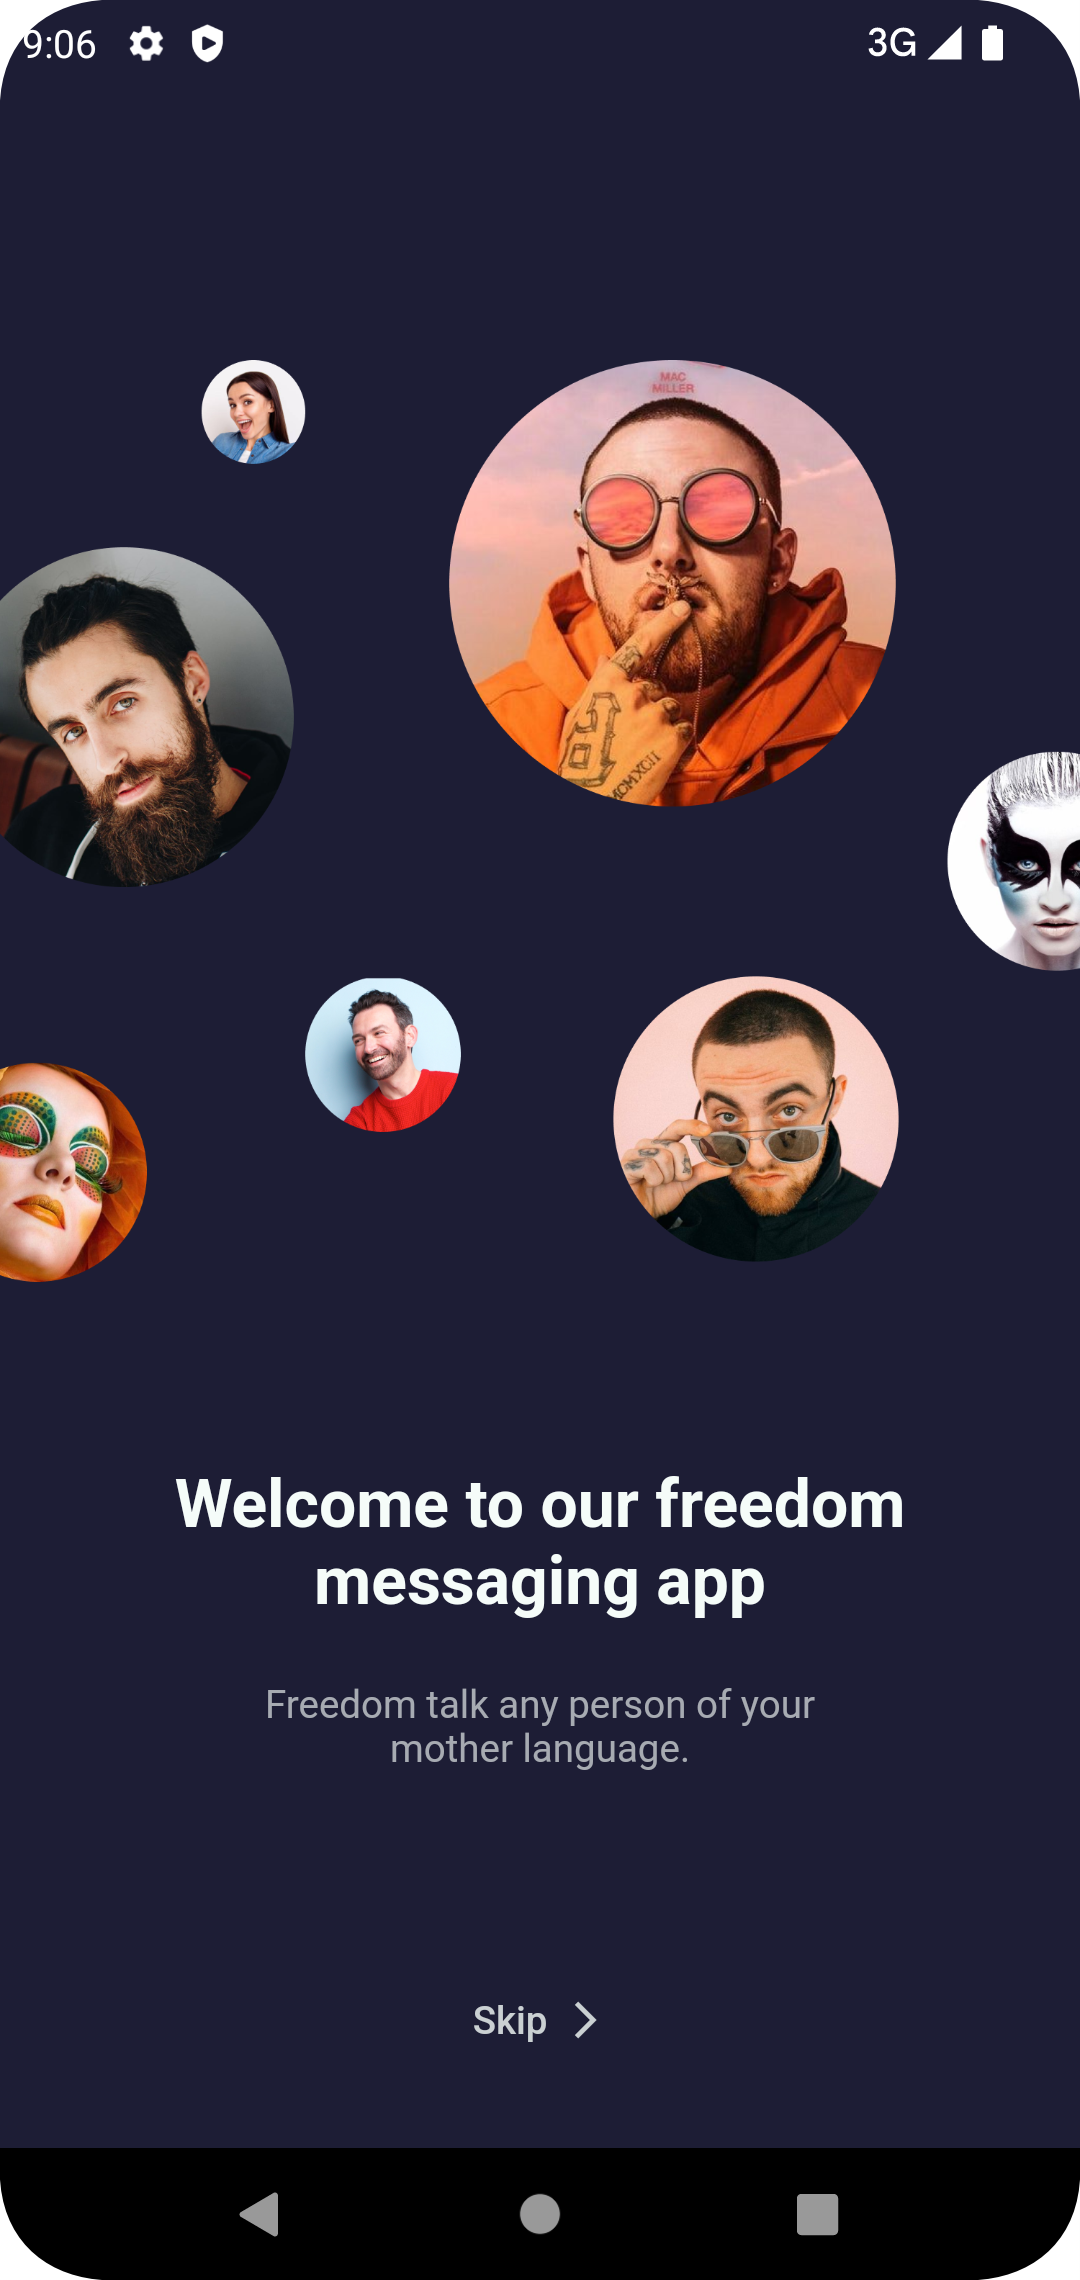 9:06
3G
MAC
MILLER
MCMXCII
Welcome to our freedom
messaging app
Freedom talk any person of your
mother language.
Skip